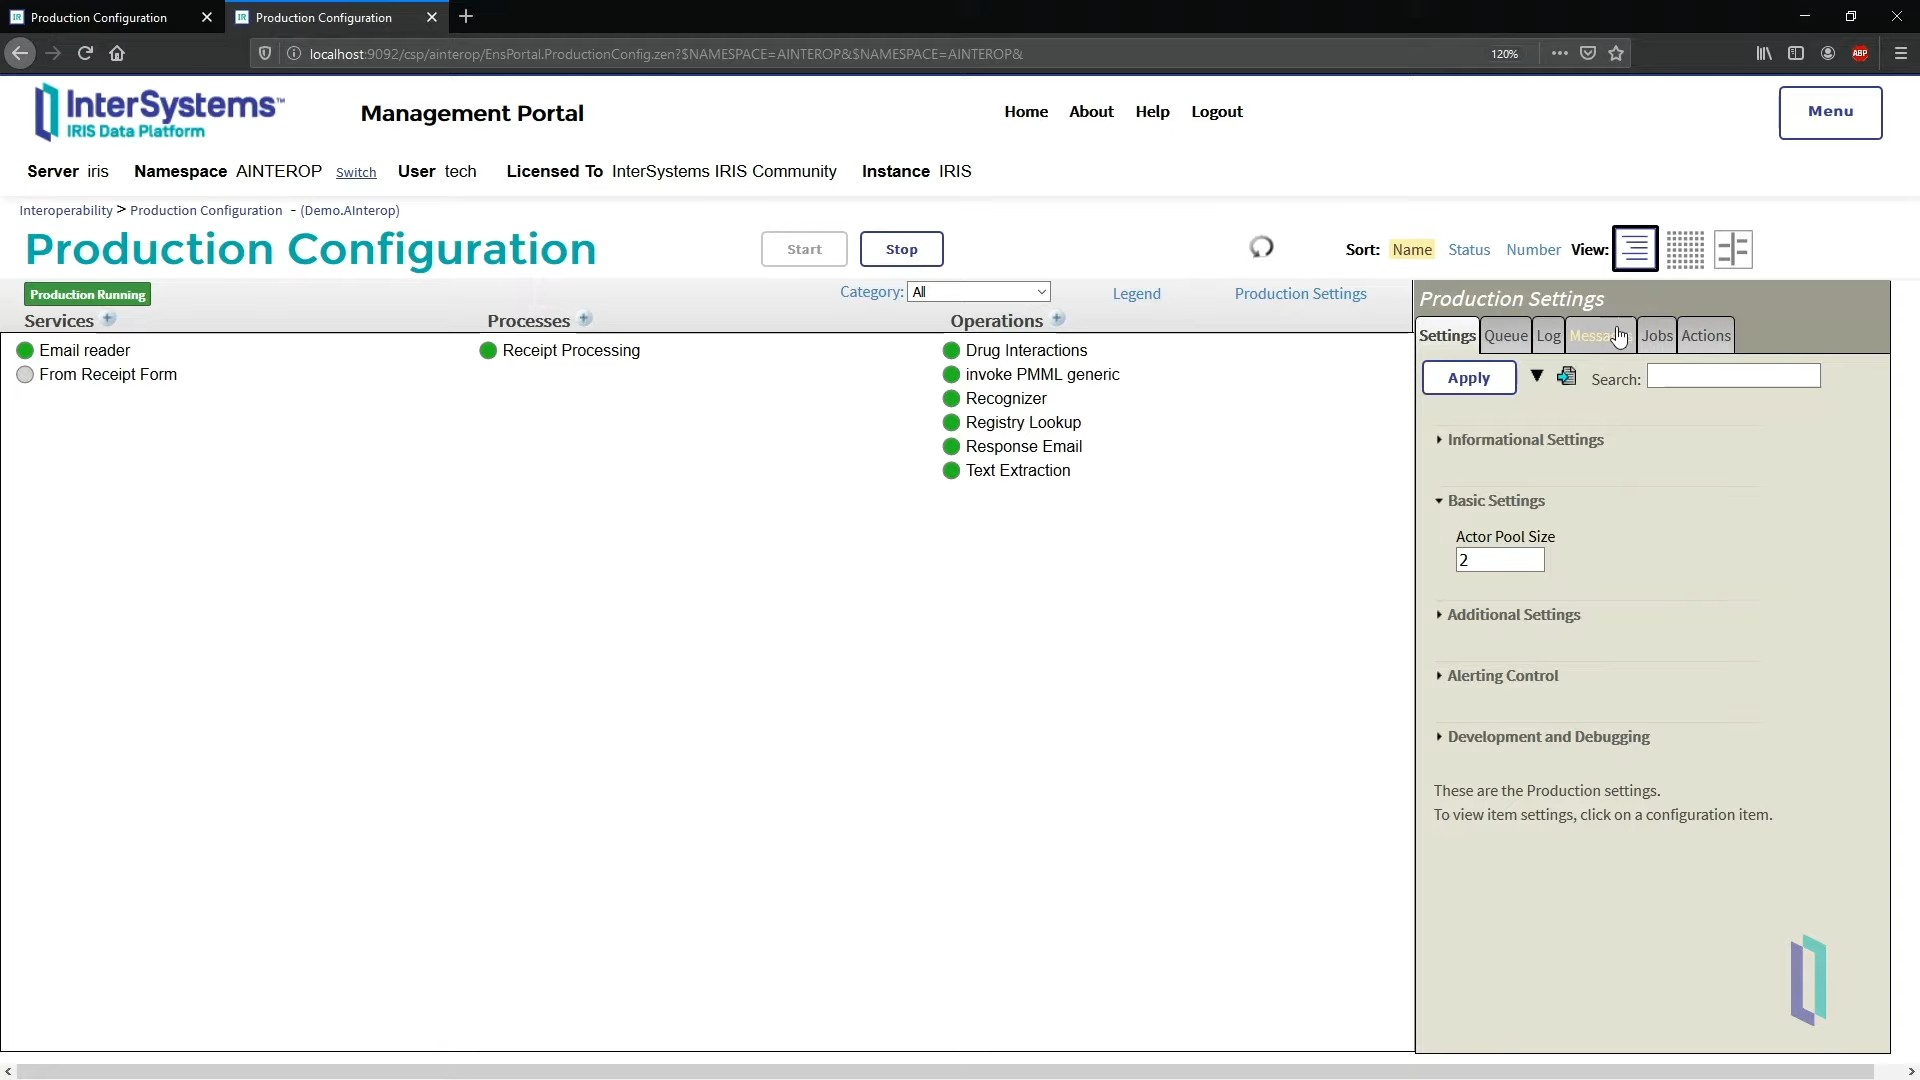 Production Configuration
Production Configuration
localhost:9092/csp/ainterop/EnsPortal.ProductionConfig.zen?$NAMESPACE=AINTEROP&$NAMESPACE=AINTEROP&
120%
ABP
InterSystems™
IRIS Data Platform
Management Portal
Home About Help Logout
Menu
Server iris Namespace AINTEROP Switch User tech Licensed To InterSystems IRIS Community Instance IRIS
Interoperability > Production Configuration - (Demo.AInterop)
Production Configuration
Start
Stop
Sort: Name Status Number View:
Production Running
Category: All
Legend
Production Settings
Services
Processes
Operations
Email reader
From Receipt Form
Receipt Processing
Drug Interactions
invoke PMML generic
Recognizer
Registry Lookup
Response Email
Text Extraction
Production Settings
Settings Queue Log Jobs Actions
Apply
Search:
Informational Settings
Basic Settings
Actor Pool Size
2
Additional Settings
Alerting Control
Development and Debugging
These are the Production settings.
To view item settings, click on a configuration item.